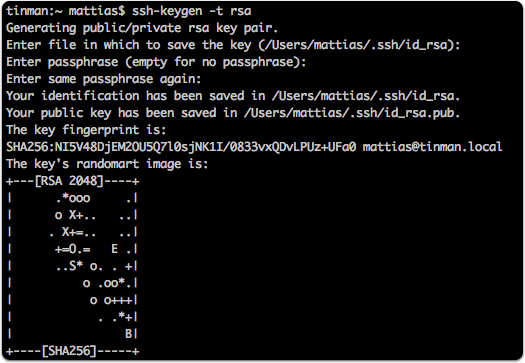 tinman:~ mattias$ ssh-keygen -t rsa
Generating public/private rsa key pair.
Enter file in which to save the key (/Users/mattias/.ssh/id_rsa):
Enter passphrase (empty for no passphrase):
Enter same passphrase again:
Your identification has been saved in /Users/mattias/.ssh/id_rsa.
Your public key has been saved in /Users/mattias/.ssh/id_rsa.pub.
The key fingerprint is:
SHA256:NI5V48DjEM2OU5Q7l0sjNK1I/0833vxQDvLPUz+UFa0 mattias@tinman.local
The key's randomart image is:
+---[RSA 2048]----+
|      .*ooo     .|
|      o X+..   ..|
|     . X+=..   ..|
|      +=O.=   E .|
|      ..S* o. . +|
|          o .oo*.|
|           o o+++|
|            . .*+|
|                B|
+----[SHA256]-----+